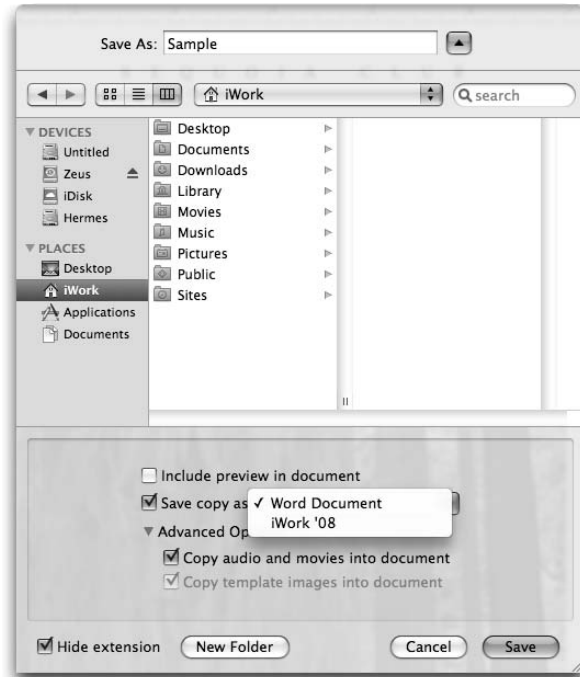 Save As: Sample
SEQUOIA CLUB
iWork
search
DEVICES
Untitled
Zeus
iDisk
Hermes
PLACES
Desktop
iWork
Applications
Documents
Desktop
Documents
Downloads
Library
Movies
Music
Pictures
Public
Sites
Include preview in document
Save copy as
Word Document
iWork '08
Advanced Op
Copy audio and movies into document
Copy template images into document
Hide extension
New Folder
Cancel
Save